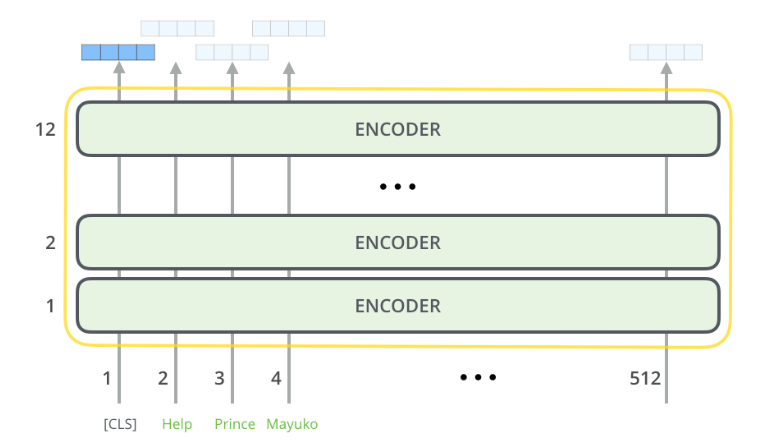 12 ENCODER
...
2 ENCODER
1 ENCODER
1 2 3 4 ... 512
[CLS] Help Prince Mayuko